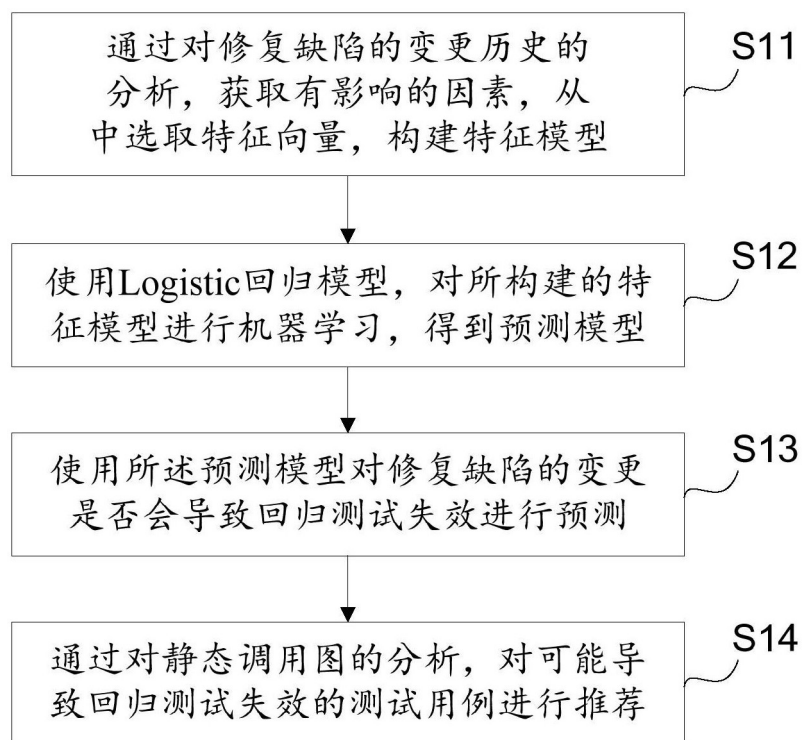 通过对修复缺陷的变更历史的
分析，获取有影响的因素，从
中选取特征向量，构建特征模型
S11
使用Logistic回归模型，对所构建的特
征模型进行机器学习，得到预测模型
S12
使用所述预测模型对修复缺陷的变更
是否会导致回归测试失效进行预测
S13
通过对静态调用图的分析，对可能导
致回归测试失效的测试用例进行推荐
S14